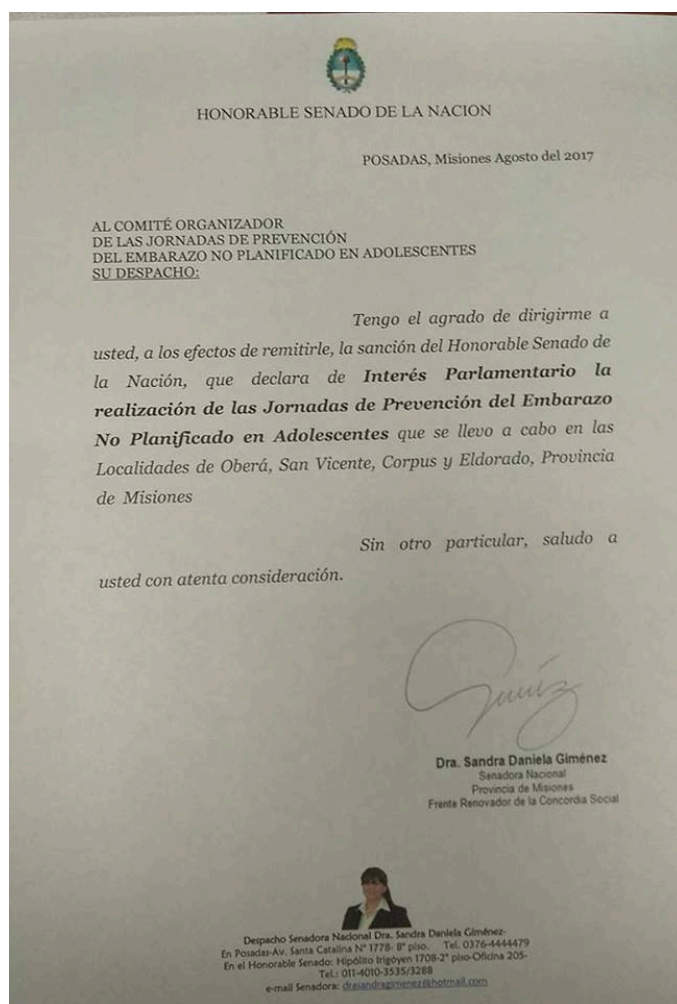 HONORABLE SENADO DE LA NACION
POSADAS, Misiones Agosto del 2017
AL COMITÉ ORGANIZADOR
DE LAS JORNADAS DE PREVENCIÓN
DEL EMBARAZO NO PLANIFICADO EN ADOLESCENTES
SU DESPACHO:
Tengo el agrado de dirigirme a
usted, a los efectos de remitirle, la sanción del Honorable Senado de
la Nación, que declara de Interés Parlamentario la
realización de las Jornadas de Prevención del Embarazo
No Planificado en Adolescentes que se llevo a cabo en las
Localidades de Oberá, San Vicente, Corpus y Eldorado, Provincia
de Misiones
Sin otro particular, saludo a
usted con atenta consideración.
Dra. Sandra Daniela Giménez
Senadora Nacional
Provincia de Misiones
Frente Renovador de la Concordia Social
Despacho Senadora Nacional Dra. Sandra Daniela Giménez-
En Posadas-Av. Santa Catalina N° 1778- 8° piso. Tel. 0376-4444479
En el Honorable Senado: Hipólito Irigóyen 1708-2° piso-Oficina 205-
Tel.: 011-4010-3535/3288
e-mail Senadora: drasandragimenez@hotmail.com